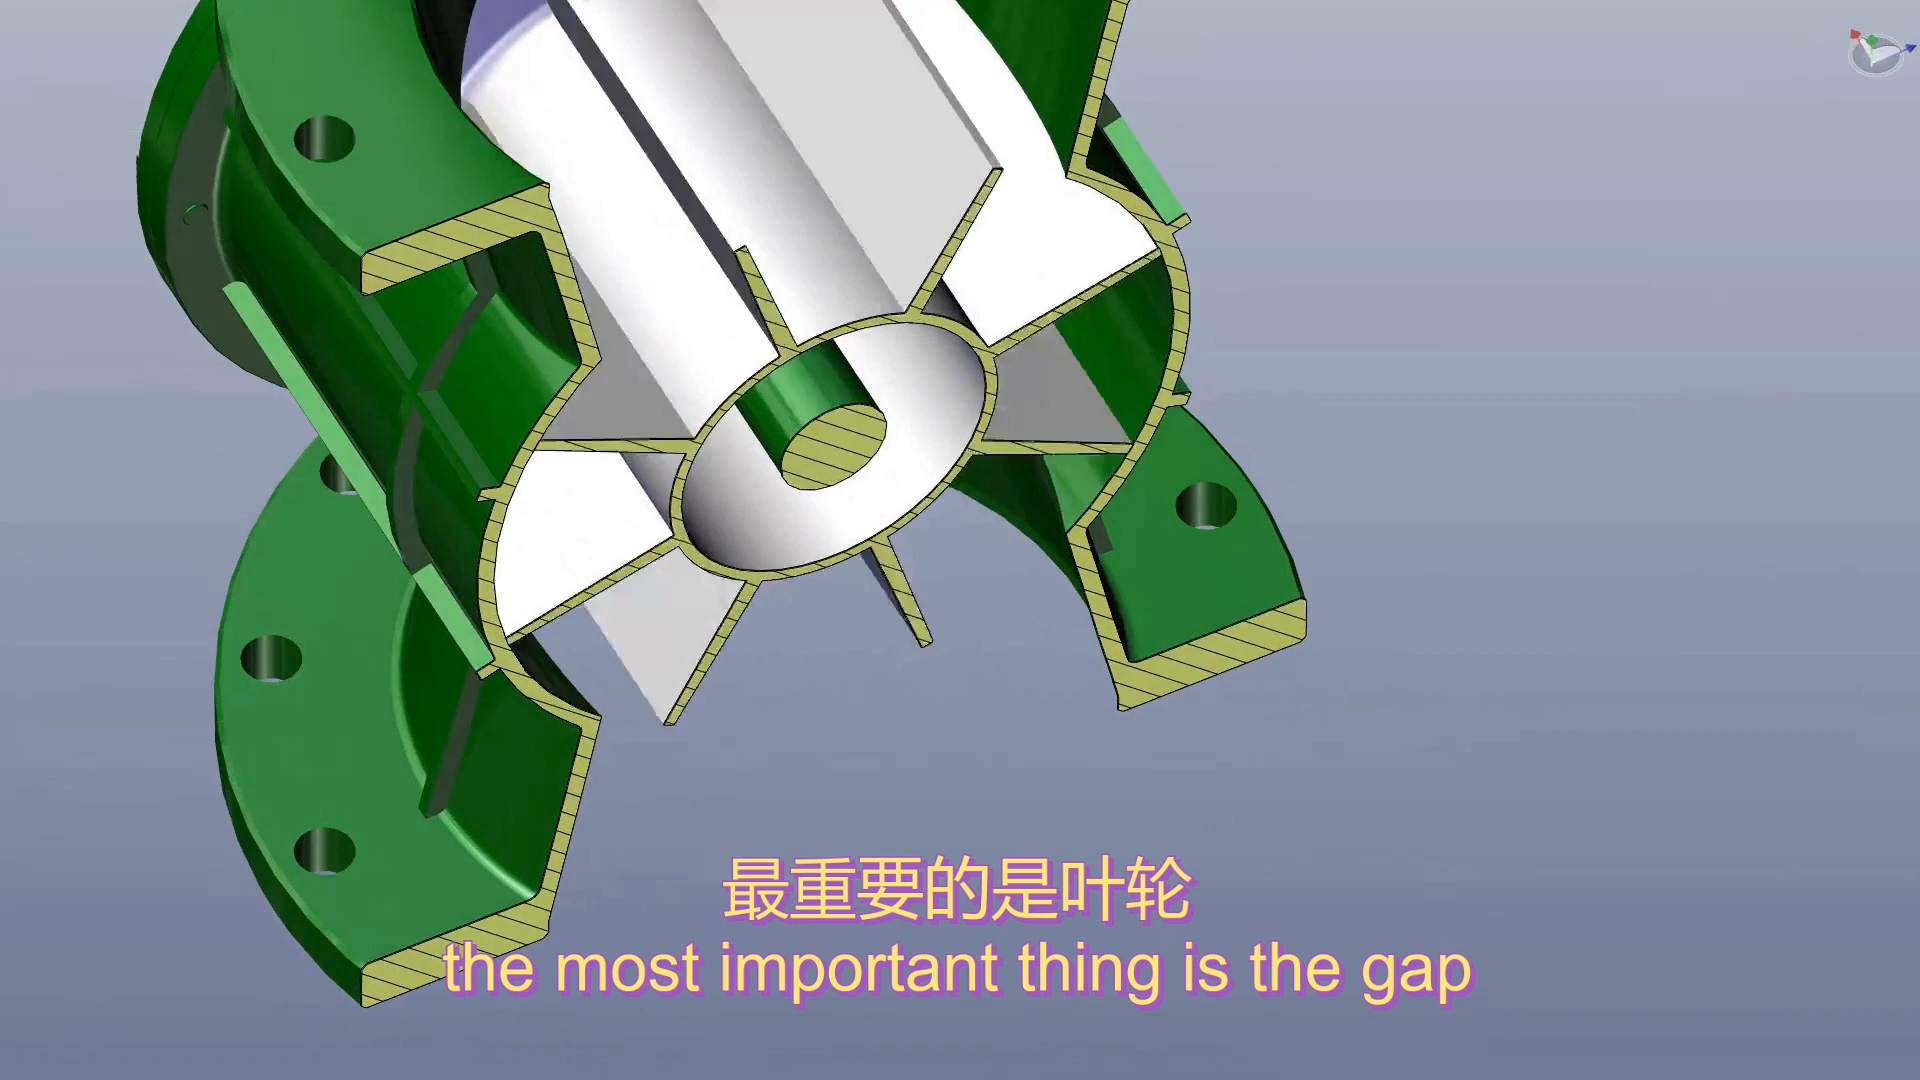 最重要的是叶轮
the most important thing is the gap